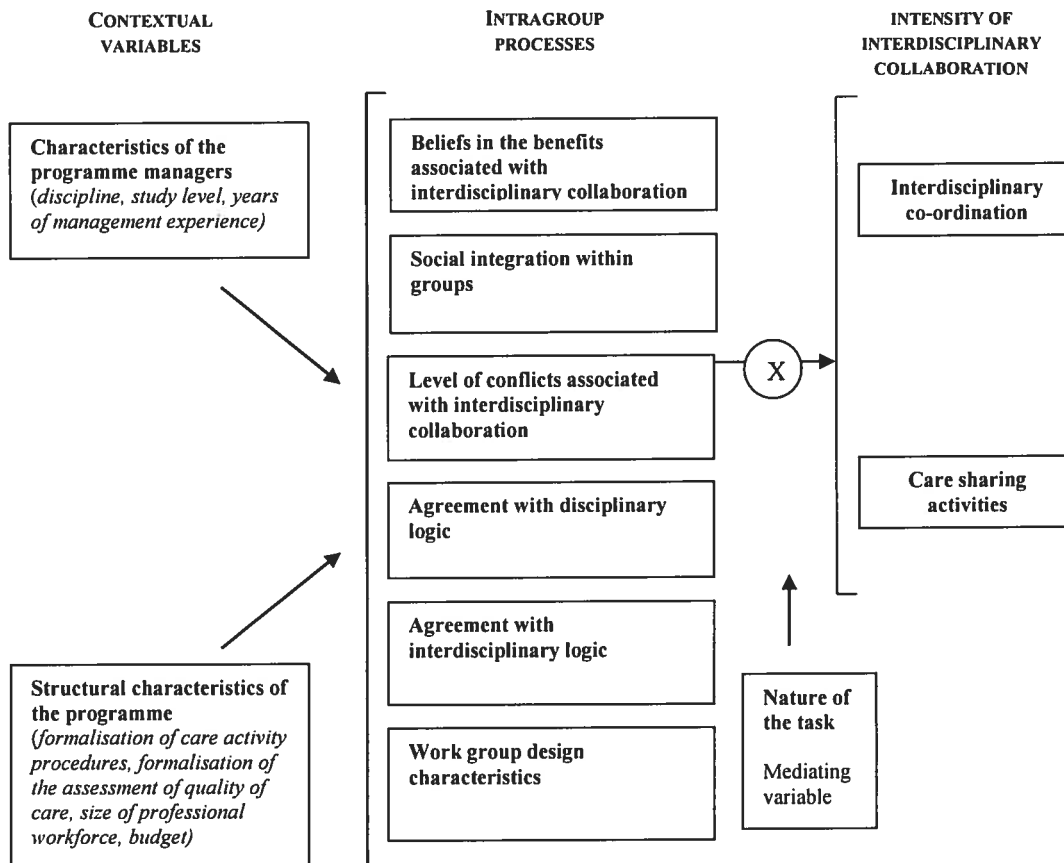 CONTEXTUAL
VARIABLES
INTRAGROUP
PROCESSES
INTENSITY OF
INTERDISCIPLINARY
COLLABORATION
Characteristics of the
programme managers
(discipline, study level, years
of management experience)
Structural characteristics of
the programme
(formalisation of care activity
procedures, formalisation of
the assessment of quality of
care, size of professional
workforce, budget)
Beliefs in the benefits
associated with
interdisciplinary collaboration
Social integration within
groups
Level of conflicts associated
with interdisciplinary
collaboration
Agreement with disciplinary
logic
Agreement with
interdisciplinary logic
Work group design
characteristics
X
Nature of
the task
Mediating
variable
Interdisciplinary
co-ordination
Care sharing
activities